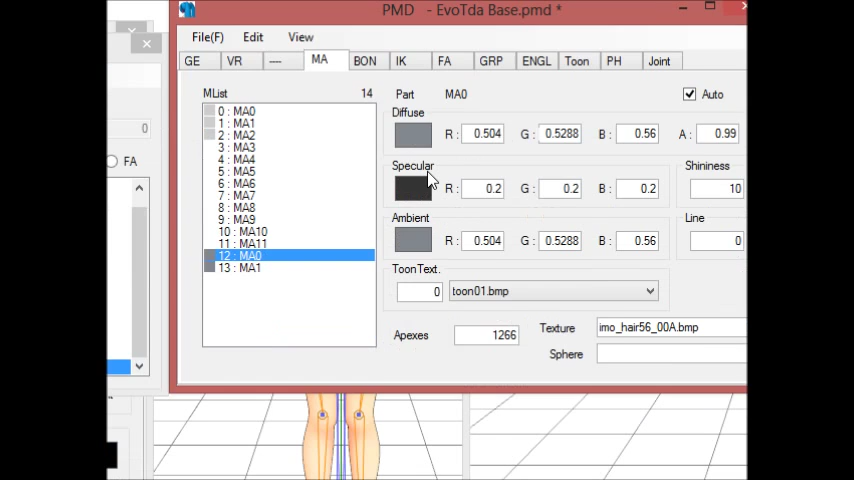 PMD - EvoTda Base.pmd *
File(F) Edit View
GE VR --- MA BON IK FA GRP ENGL Toon PH Joint
MList 14 Part MA0 Auto
0 : MA0
1 : MA1
2 : MA2
3 : MA3
4 : MA4
5 : MA5
6 : MA6
7 : MA7
8 : MA8
9 : MA9
10 : MA10
11 : MA11
12 : MA0
13 : MA1
Diffuse
R : 0.504 G : 0.5288 B : 0.56 A : 0.99
Specular Shininess
R : 0.2 G : 0.2 B : 0.2 10
Ambient Line
R : 0.504 G : 0.5288 B : 0.56 0
ToonText.
0 toon01.bmp
Apexes 1266 Texture imo_hair56_00A.bmp
Sphere
0
FA